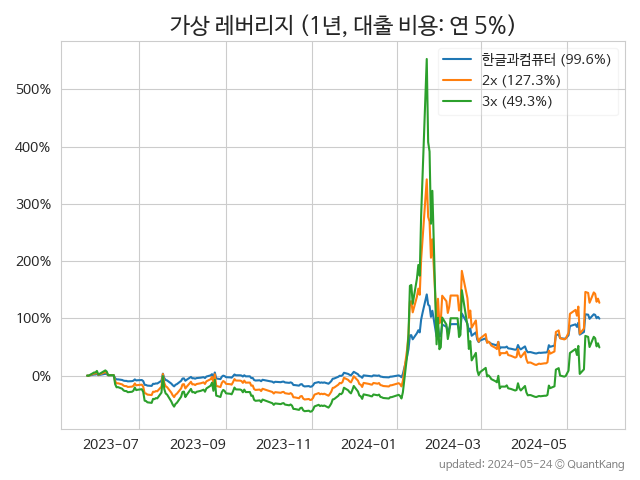 가상 레버리지 (1년, 대출 비용: 연 5%)
한글과컴퓨터 (99.6%)
2x (127.3%)
3x (49.3%)
500%
400%
300%
200%
100%
0%
2023-07 2023-09 2023-11 2024-01 2024-03 2024-05
updated: 2024-05-24 © QuantKang